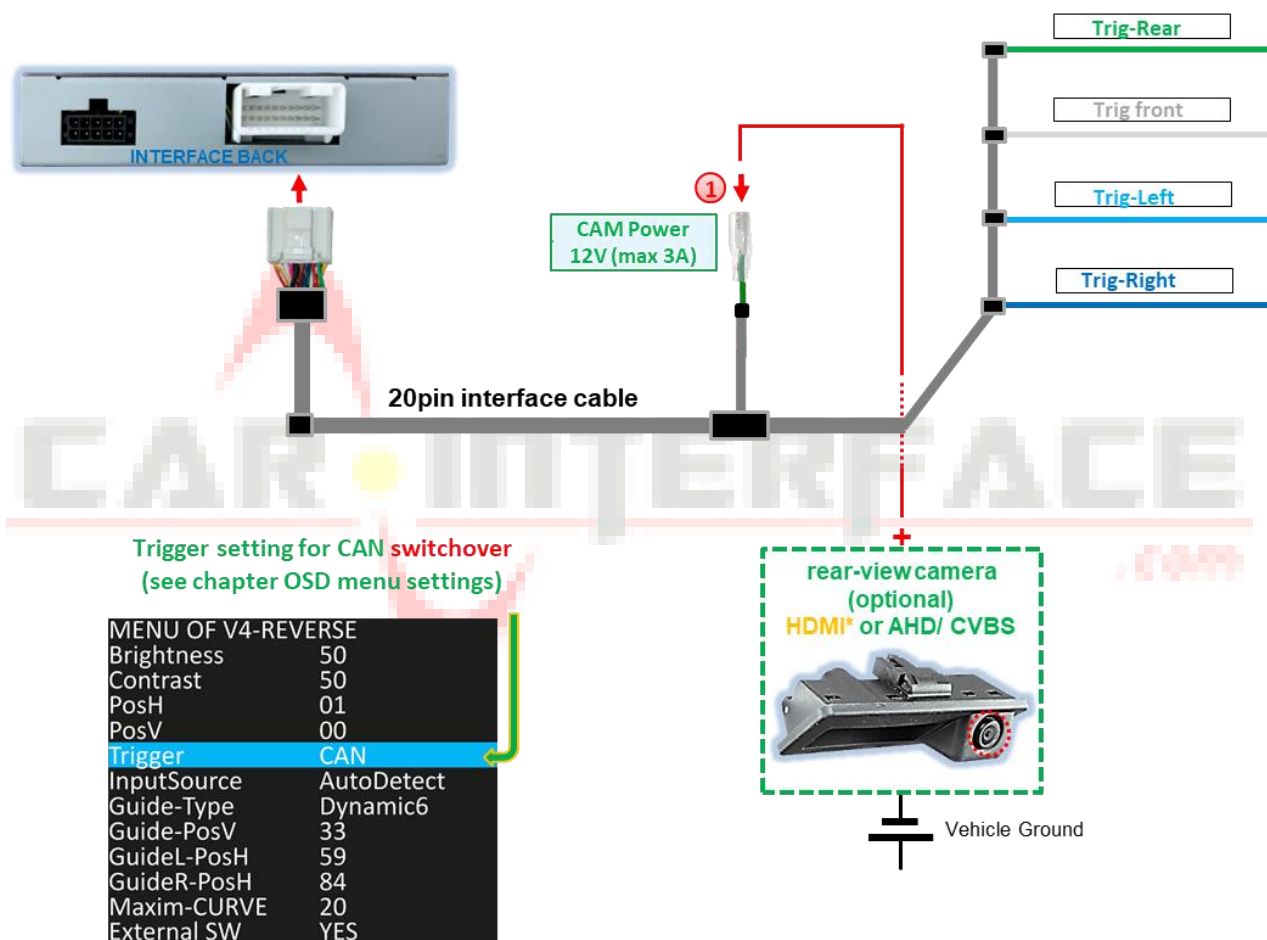 Trig-Rear
Trig front
Trig-Left
Trig-Right
INTERFACE BACK
1
CAM Power
12V (max 3A)
20pin interface cable
CAR INTERFACE
.com
Trigger setting for CAN switchover
(see chapter OSD menu settings)
MENU OF V4-REVERSE
Brightness 50
Contrast 50
PosH 01
PosV 00
Trigger CAN
InputSource AutoDetect
Guide-Type Dynamic6
Guide-PosV 33
GuideL-PosH 59
GuideR-PosH 84
Maxim-CURVE 20
External SW YES
+
rear-view camera
(optional)
HDMI* or AHD/ CVBS
Vehicle Ground